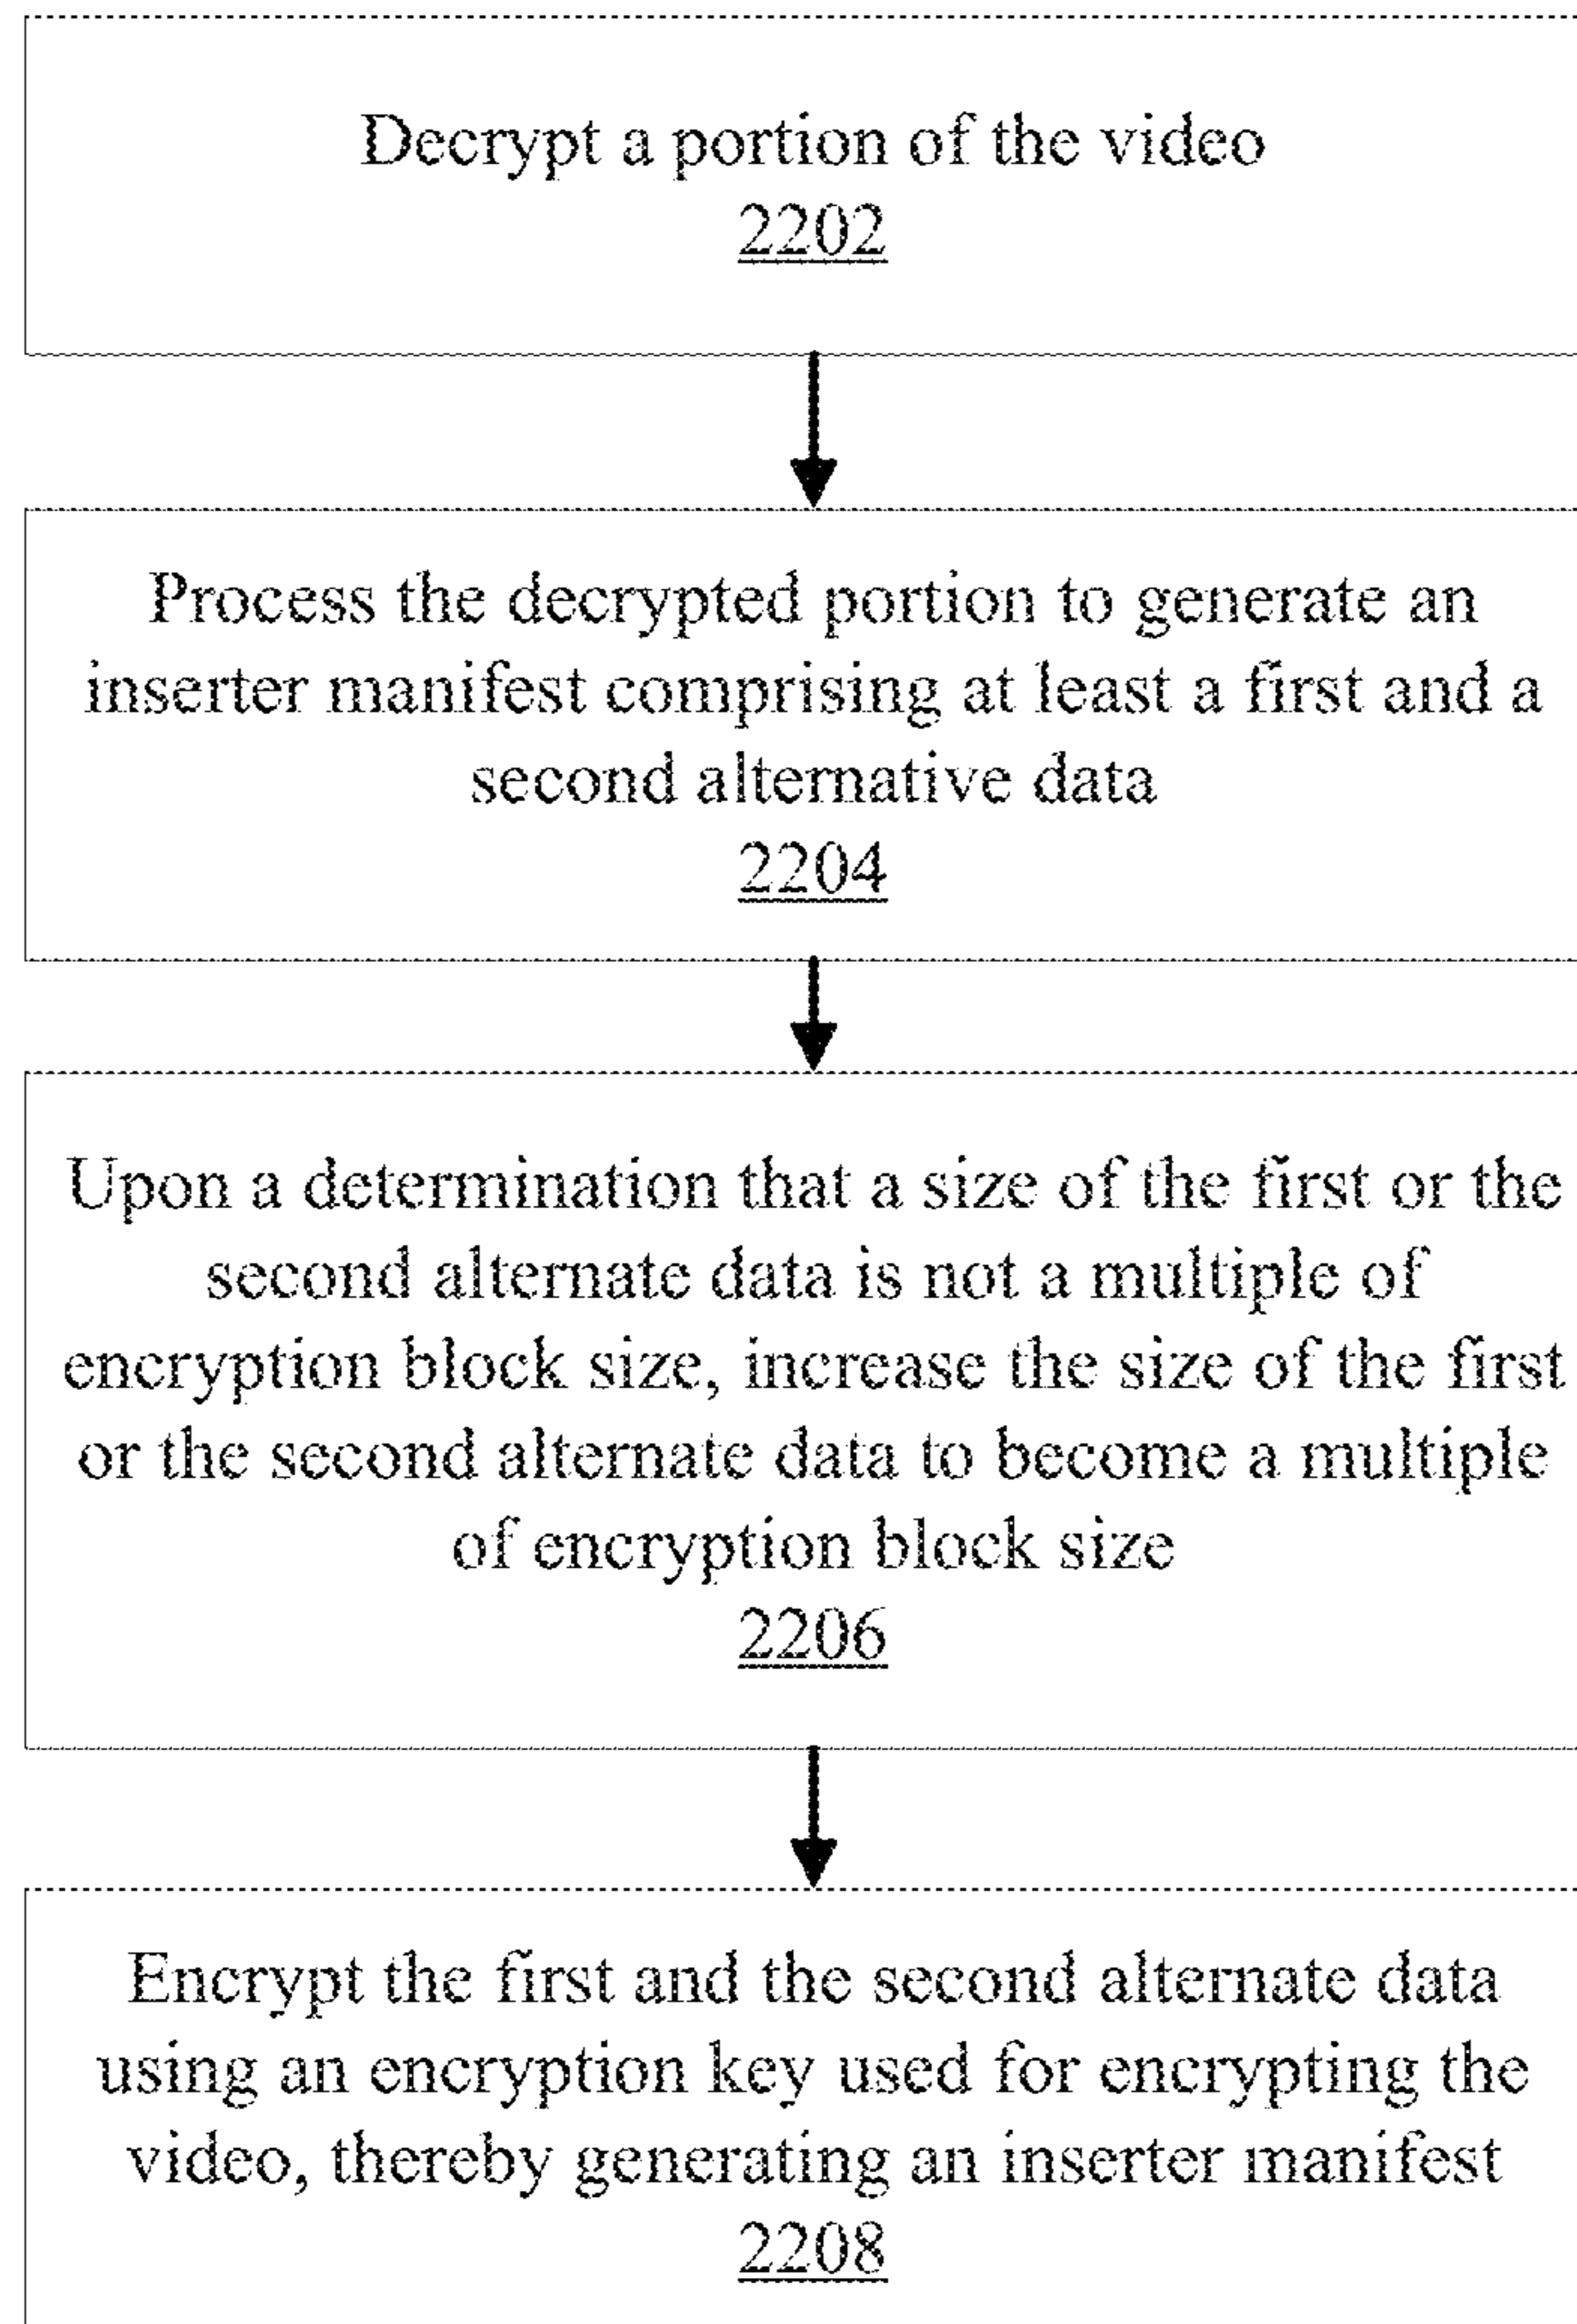 Decrypt a portion of the video
2202
Process the decrypted portion to generate an
inserter manifest comprising at least a first and a
second alternative data
2204
Upon a determination that a size of the first or the
second alternate data is not a multiple of
encryption block size, increase the size of the first
or the second alternate data to become a multiple
of encryption block size
2206
Encrypt the first and the second alternate data
using an encryption key used for encrypting the
video, thereby generating an inserter manifest
2208